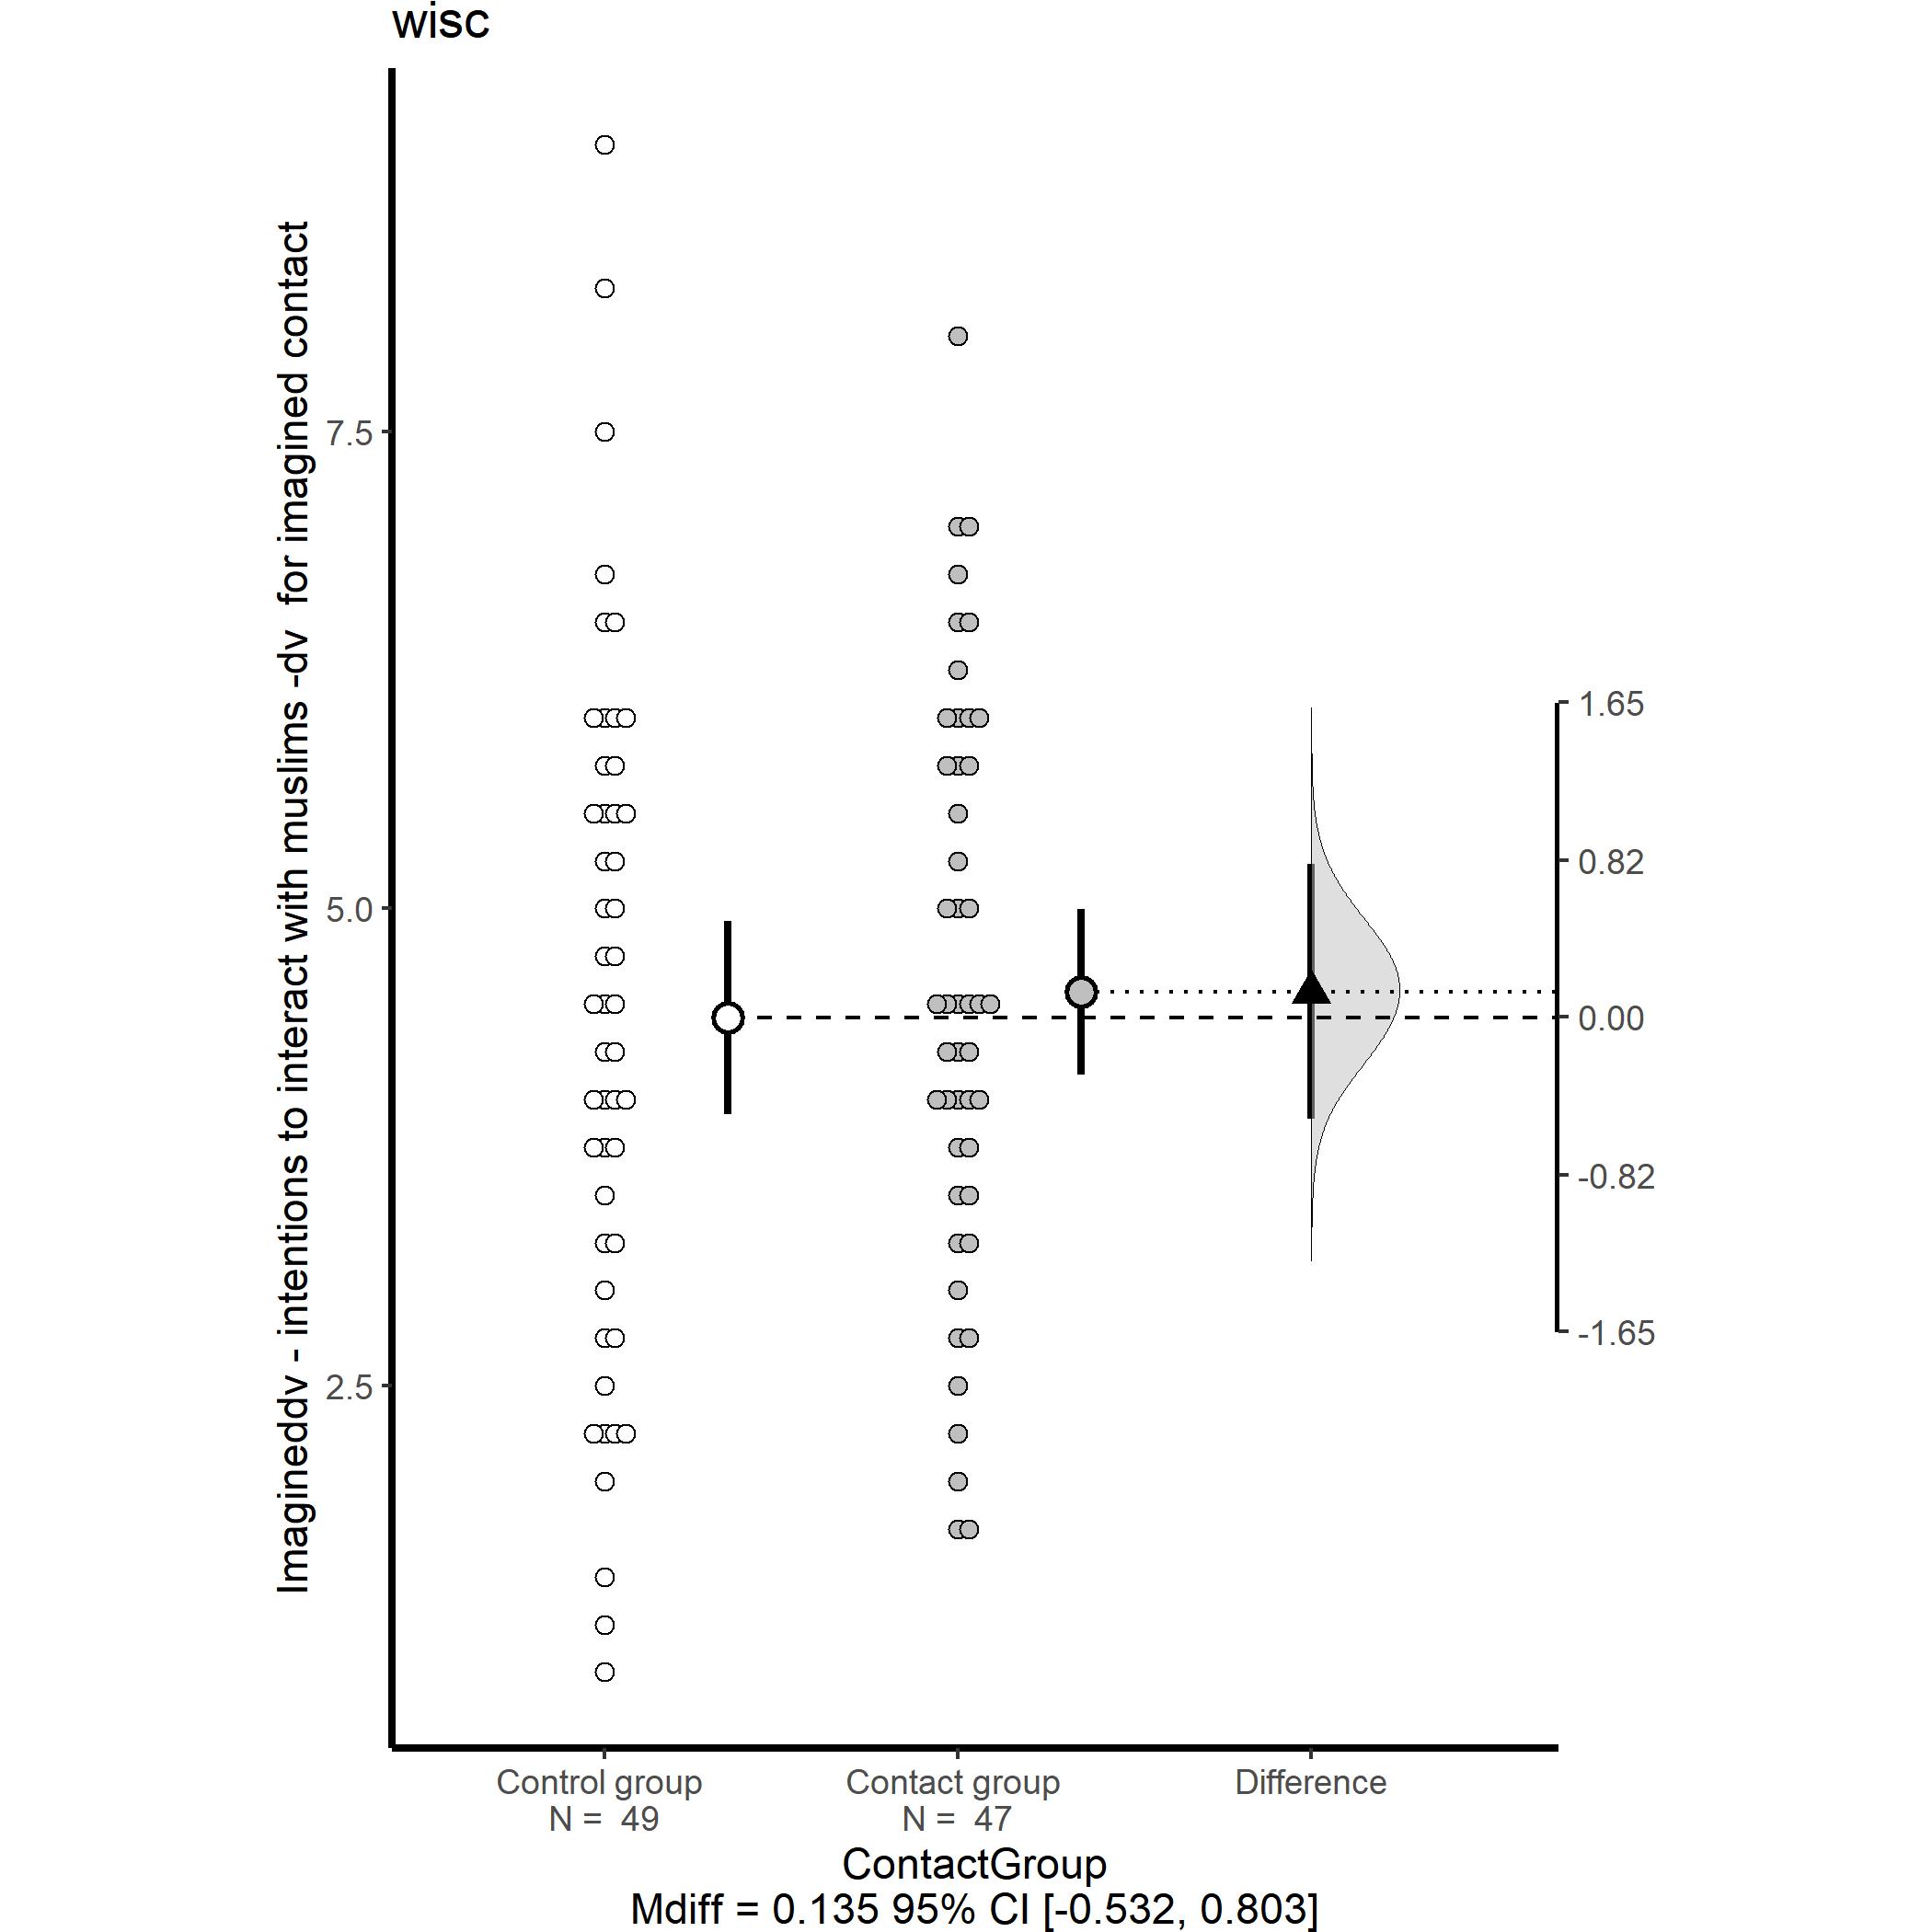 wisc
Imagineddv - intentions to interact with muslims -dv  for imagined contact
7.5
5.0
2.5
1.65
0.82
0.00
-0.82
-1.65
Control group
N =  49
Contact group
N =  47
Difference
ContactGroup
Mdiff = 0.135 95% CI [-0.532, 0.803]